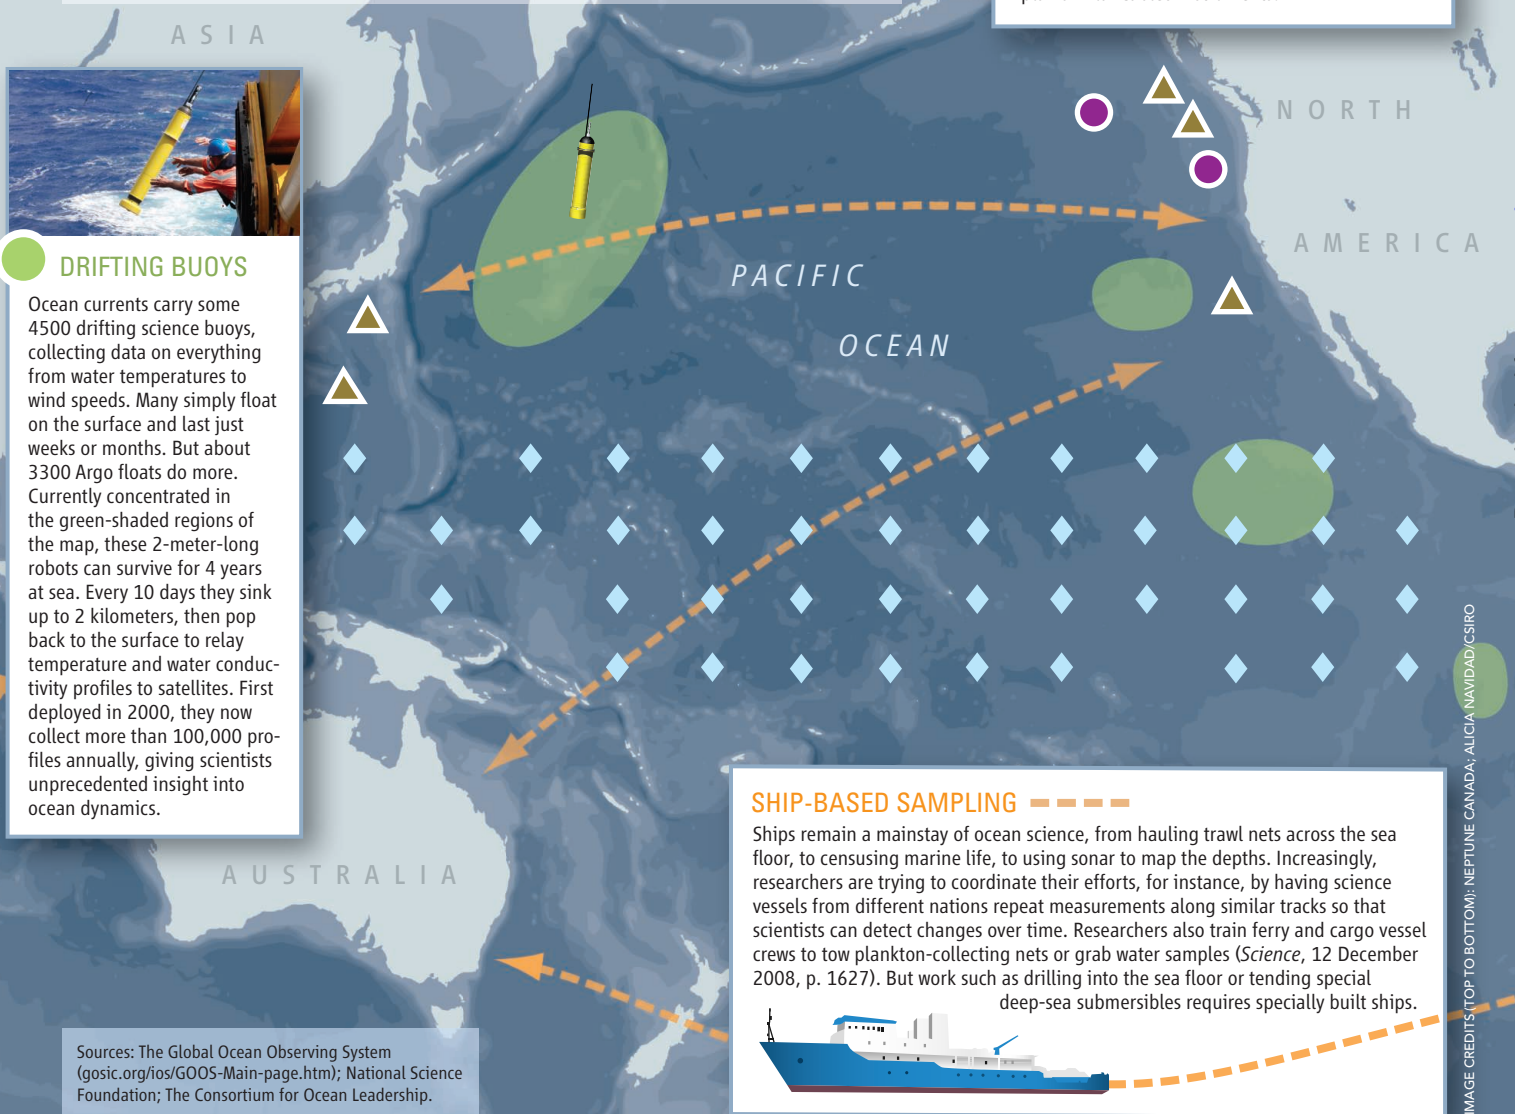 ASIA
NORTH
AMERICA
PACIFIC
OCEAN
DRIFTING BUOYS
Ocean currents carry some
4500 drifting science buoys,
collecting data on everything
from water temperatures to
wind speeds. Many simply float
on the surface and last just
weeks or months. But about
3300 Argo floats do more.
Currently concentrated in
the green-shaded regions of
the map, these 2-meter-long
robots can survive for 4 years
at sea. Every 10 days they sink
up to 2 kilometers, then pop
back to the surface to relay
temperature and water conduc-
tivity profiles to satellites. First
deployed in 2000, they now
collect more than 100,000 pro-
files annually, giving scientists
unprecedented insight into
ocean dynamics.
AUSTRALIA
SHIP-BASED SAMPLING
Ships remain a mainstay of ocean science, from hauling trawl nets across the sea
floor, to censusing marine life, to using sonar to map the depths. Increasingly,
researchers are trying to coordinate their efforts, for instance, by having science
vessels from different nations repeat measurements along similar tracks so that
scientists can detect changes over time. Researchers also train ferry and cargo vessel
crews to tow plankton-collecting nets or grab water samples (Science, 12 December
2008, p. 1627). But work such as drilling into the sea floor or tending special
deep-sea submersibles requires specially built ships.
Sources: The Global Ocean Observing System
(gosic.org/ios/GOOS-Main-page.htm); National Science
Foundation; The Consortium for Ocean Leadership.
IMAGE CREDITS (TOP TO BOTTOM): NEPTUNE CANADA; ALICIA NAVIDAD/CSIRO